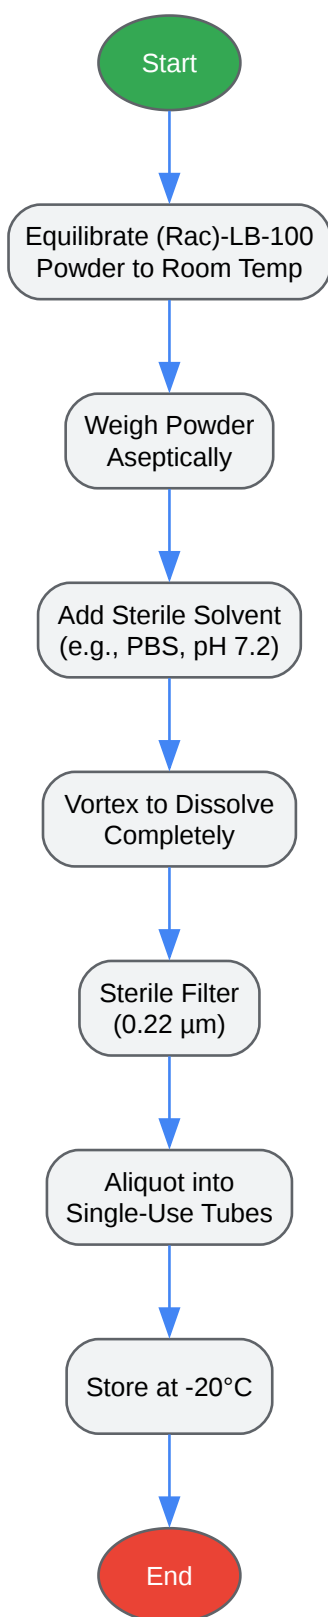 Start
Equilibrate (Rac)-LB-100
Powder to Room Temp
Weigh Powder
Aseptically
Add Sterile Solvent
(e.g., PBS, pH 7.2)
Vortex to Dissolve
Completely
Sterile Filter
(0.22 µm)
Aliquot into
Single-Use Tubes
Store at -20°C
End